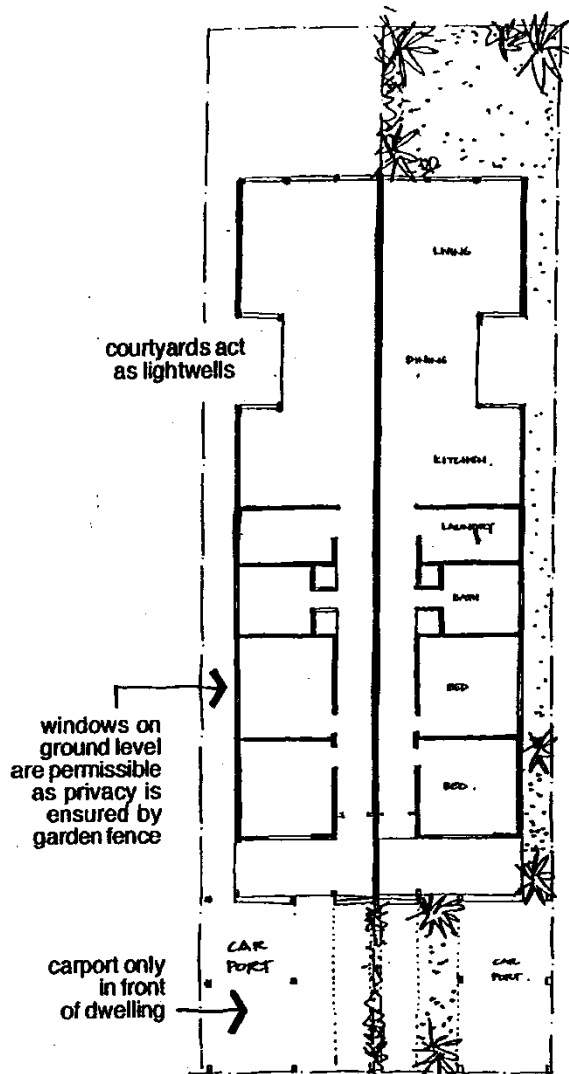 LIVING
courtyards act
as lightwells
DINING
KITCHEN
LAUNDRY
BATH
BED
windows on
ground level
are permissible
as privacy is
ensured by
garden fence
BED
CAR
PORT
CAR
PORT
carport only
in front
of dwelling